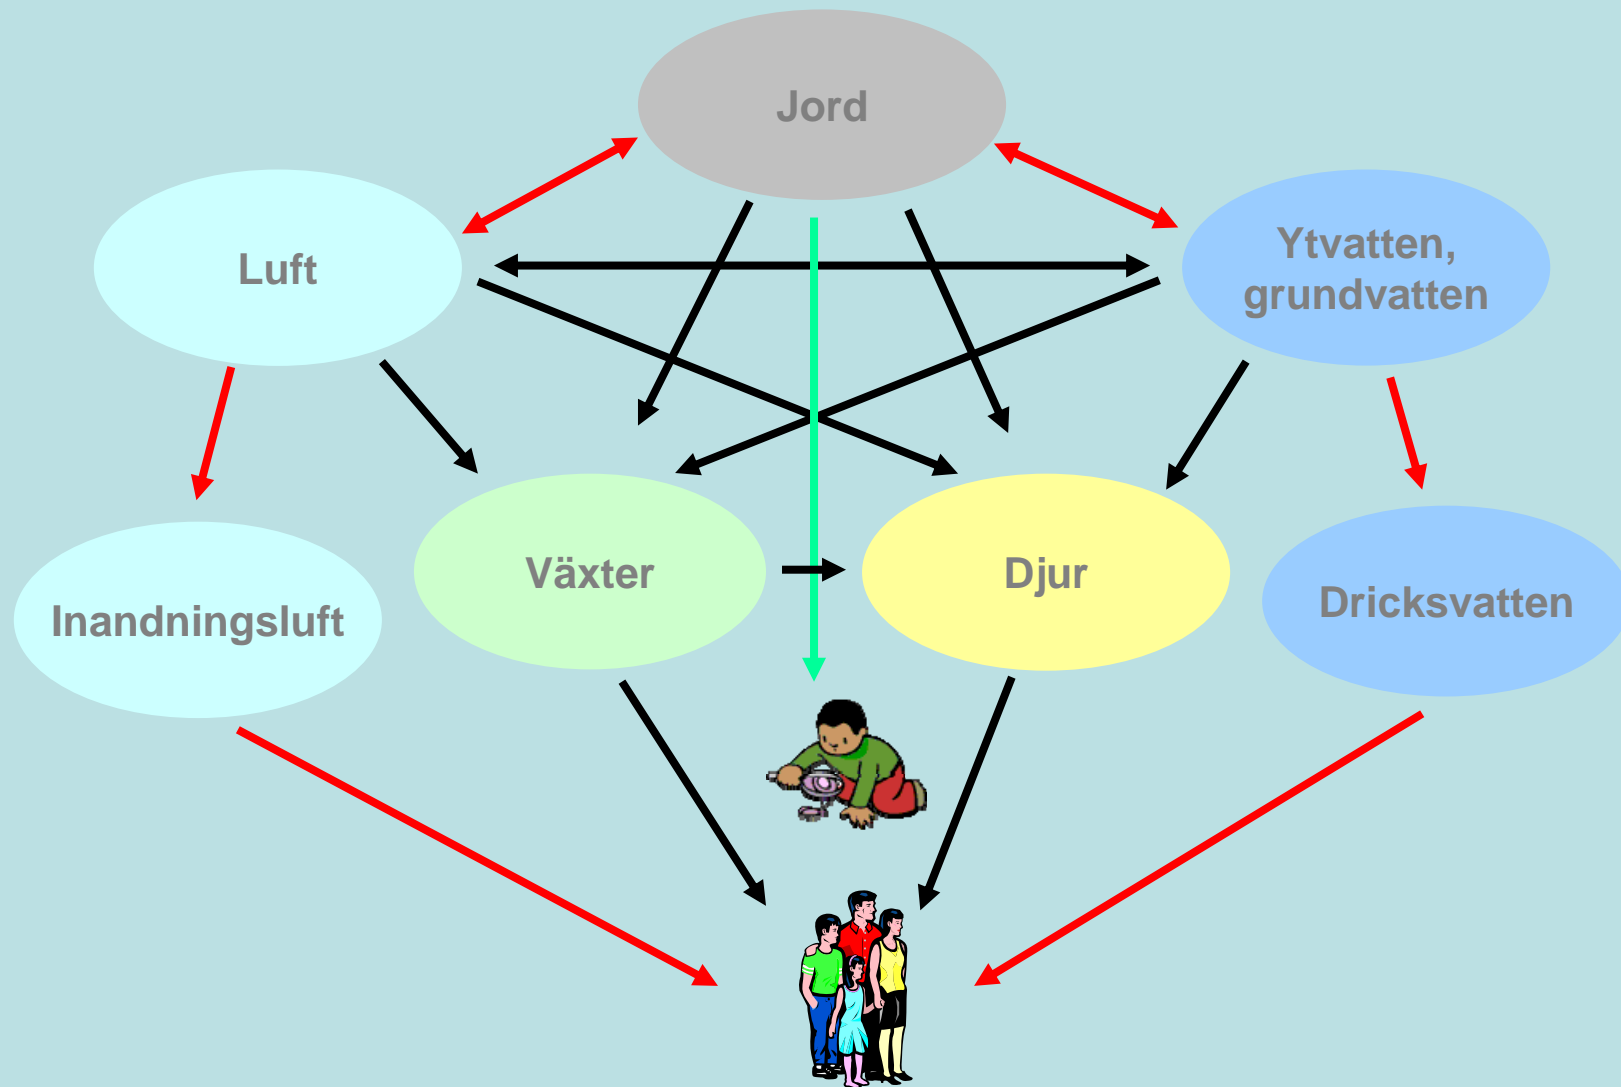 Jord
Luft
Ytvatten,
grundvatten
Växter
Djur
Inandningsluft
Dricksvatten